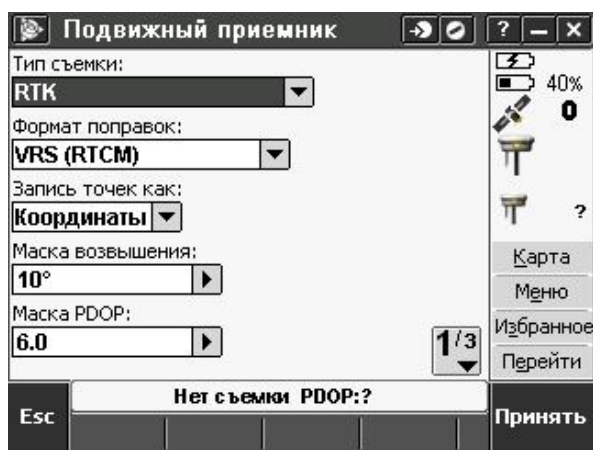 Подвижный приемник ? – ×
Тип съемки:
RTK
40%
0
Формат поправок:
VRS (RTCM)
Запись точек как:
Координаты
?
Маска возвышения:
10°
Карта
Меню
Маска PDOP:
6.0
1/3
Избранное
Перейти
Нет съемки PDOP:?
Esc
Принять